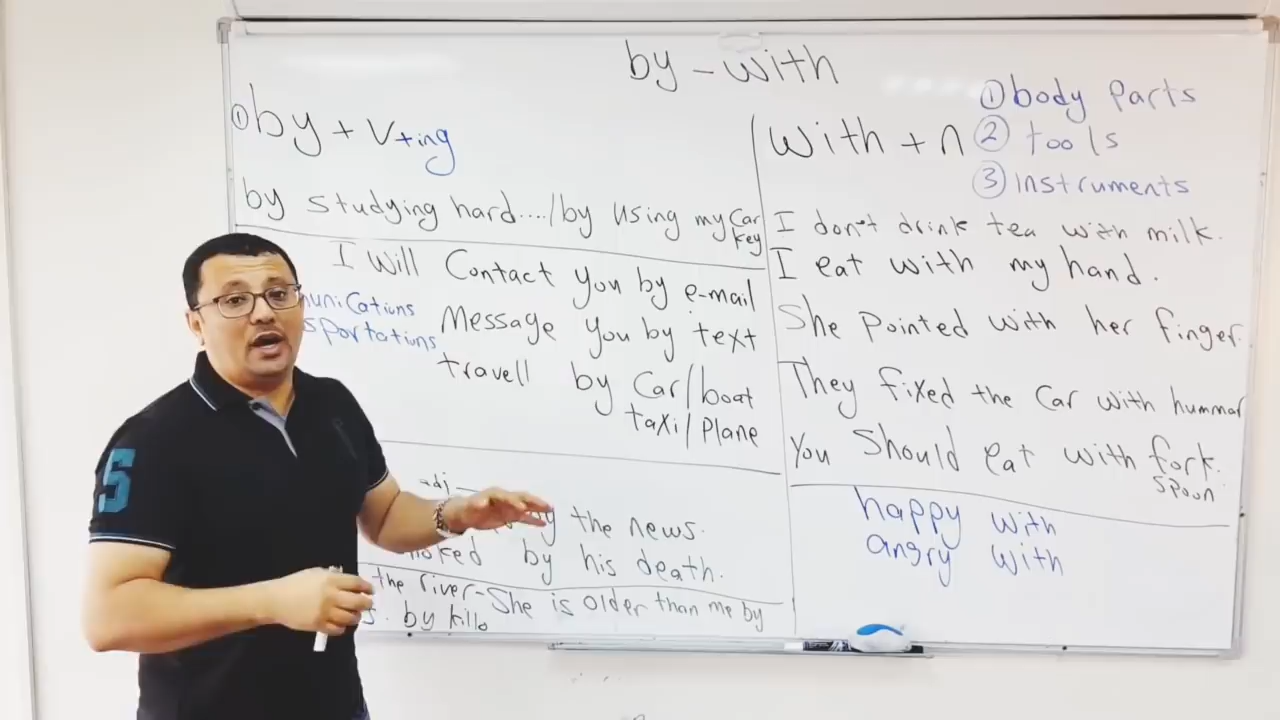 by - with
① by + v+ing
by studying hard..../by using my car
key
I will contact you by e-mail
message you by text
travell by car/boat
taxi/plane
adj
by the news.
by his death.
the river - She is older than me by
by killo
with + n
① body parts
② tools
③ instruments
I don't drink tea with milk.
I eat with my hand.
She pointed with her finger.
They fixed the car with hummar
You should eat with fork.
spoon
happy with
angry with
5